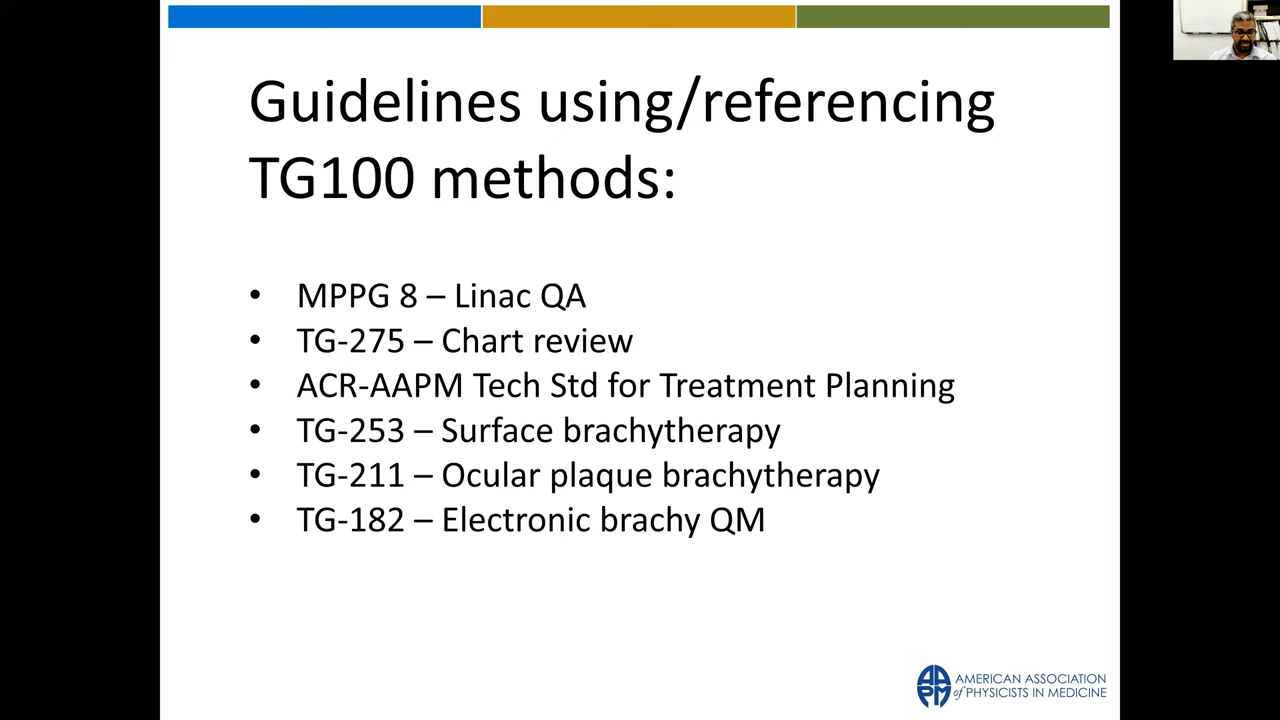 Guidelines using/referencing
TG100 methods:
• MPPG 8 – Linac QA
• TG-275 – Chart review
• ACR-AAPM Tech Std for Treatment Planning
• TG-253 – Surface brachytherapy
• TG-211 – Ocular plaque brachytherapy
• TG-182 – Electronic brachy QM
AAPM
AMERICAN ASSOCIATION
of PHYSICISTS IN MEDICINE